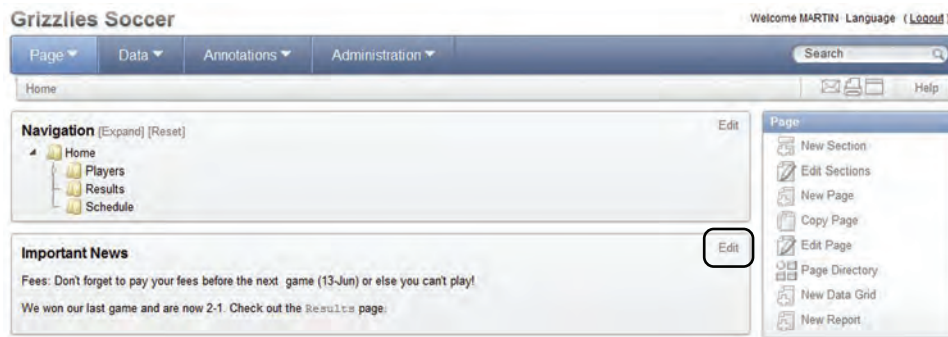 Grizzlies Soccer
Welcome MARTIN Language (Logout)
Page Data Annotations Administration Search
Home Help
Navigation [Expand] [Reset] Edit
Home
Players
Results
Schedule
Important News Edit
Fees: Don't forget to pay your fees before the next game (13-Jun) or else you can't play!
We won our last game and are now 2-1. Check out the Results page.
Page
New Section
Edit Sections
New Page
Copy Page
Edit Page
Page Directory
New Data Grid
New Report